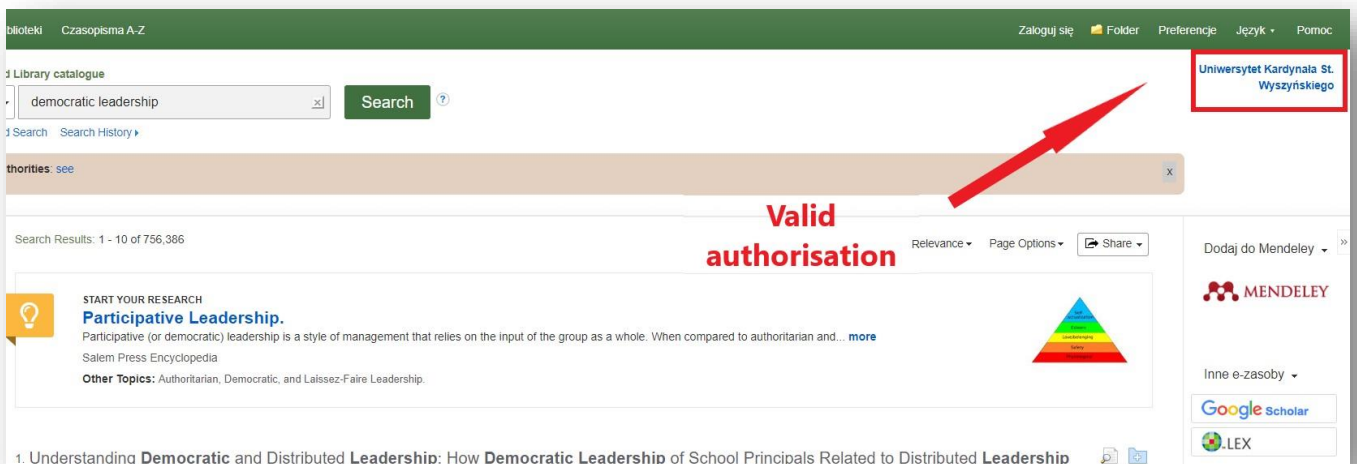 blioteki Czasopisma A-Z Zaloguj się Folder Preferencje Język Pomoc
d Library catalogue
Uniwersytet Kardynała St.
Wyszyńskiego
democratic leadership x Search ?
d Search Search History
thorities: see x
Valid
authorisation
Search Results: 1 - 10 of 756,386 Relevance Page Options Share
Dodaj do Mendeley »
MENDELEY
START YOUR RESEARCH
Participative Leadership.
Participative (or democratic) leadership is a style of management that relies on the input of the group as a whole. When compared to authoritarian and... more
Salem Press Encyclopedia
Other Topics: Authoritarian, Democratic, and Laissez-Faire Leadership.
Inne e-zasoby
Google Scholar
LEX
1. Understanding Democratic and Distributed Leadership: How Democratic Leadership of School Principals Related to Distributed Leadership